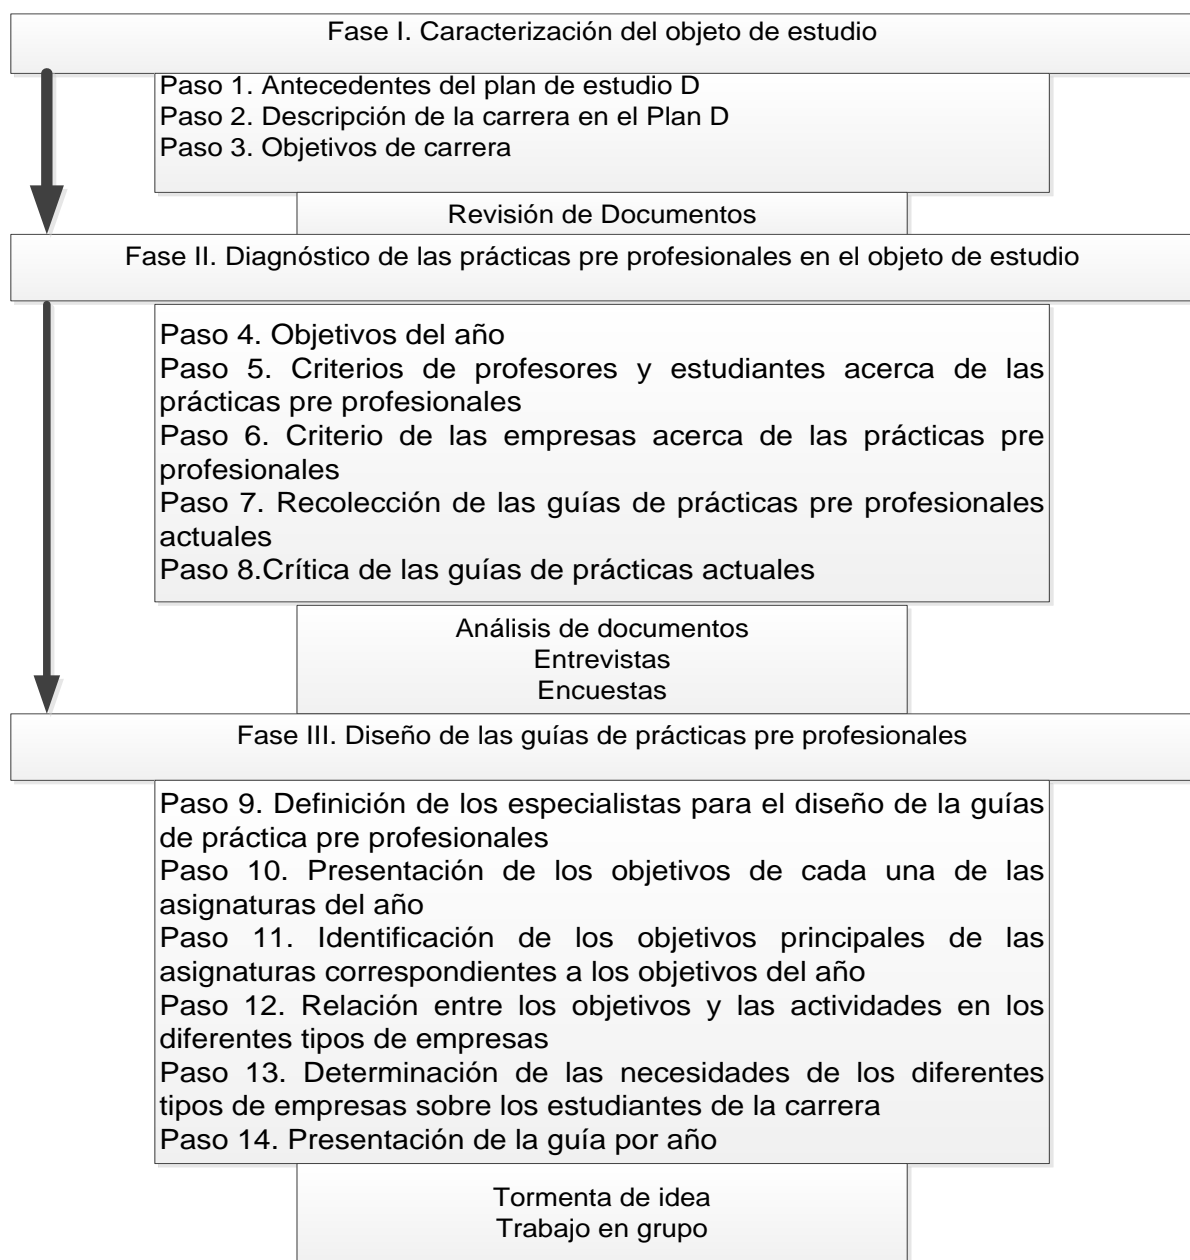 Fase I. Caracterización del objeto de estudio
Paso 1. Antecedentes del plan de estudio D
Paso 2. Descripción de la carrera en el Plan D
Paso 3. Objetivos de carrera
Revisión de Documentos
Fase II. Diagnóstico de las prácticas pre profesionales en el objeto de estudio
Paso 4. Objetivos del año
Paso 5. Criterios de profesores y estudiantes acerca de las
prácticas pre profesionales
Paso 6. Criterio de las empresas acerca de las prácticas pre
profesionales
Paso 7. Recolección de las guías de prácticas pre profesionales
actuales
Paso 8.Crítica de las guías de prácticas actuales
Análisis de documentos
Entrevistas
Encuestas
Fase III. Diseño de las guías de prácticas pre profesionales
Paso 9. Definición de los especialistas para el diseño de la guías
de práctica pre profesionales
Paso 10. Presentación de los objetivos de cada una de las
asignaturas del año
Paso 11. Identificación de los objetivos principales de las
asignaturas correspondientes a los objetivos del año
Paso 12. Relación entre los objetivos y las actividades en los
diferentes tipos de empresas
Paso 13. Determinación de las necesidades de los diferentes
tipos de empresas sobre los estudiantes de la carrera
Paso 14. Presentación de la guía por año
Tormenta de idea
Trabajo en grupo